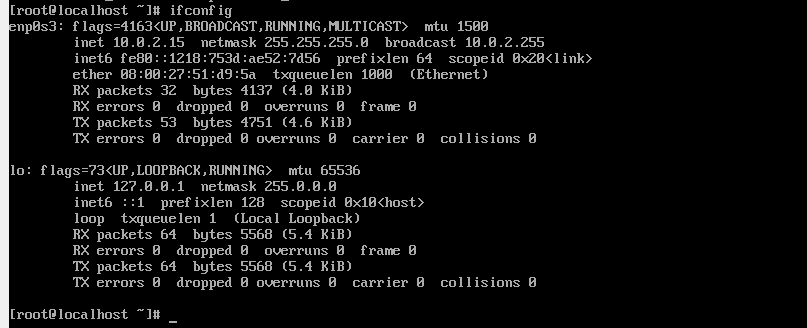 [root@localhost ~]# ifconfig
enp0s3: flags=4163<UP,BROADCAST,RUNNING,MULTICAST>  mtu 1500
        inet 10.0.2.15  netmask 255.255.255.0  broadcast 10.0.2.255
        inet6 fe80::1218:753d:ae52:7d56  prefixlen 64  scopeid 0x20<link>
        ether 08:00:27:51:d9:5a  txqueuelen 1000  (Ethernet)
        RX packets 32  bytes 4137 (4.0 KiB)
        RX errors 0  dropped 0  overruns 0  frame 0
        TX packets 53  bytes 4751 (4.6 KiB)
        TX errors 0  dropped 0 overruns 0  carrier 0  collisions 0

lo: flags=73<UP,LOOPBACK,RUNNING>  mtu 65536
        inet 127.0.0.1  netmask 255.0.0.0
        inet6 ::1  prefixlen 128  scopeid 0x10<host>
        loop  txqueuelen 1  (Local Loopback)
        RX packets 64  bytes 5568 (5.4 KiB)
        RX errors 0  dropped 0  overruns 0  frame 0
        TX packets 64  bytes 5568 (5.4 KiB)
        TX errors 0  dropped 0 overruns 0  carrier 0  collisions 0

[root@localhost ~]# _